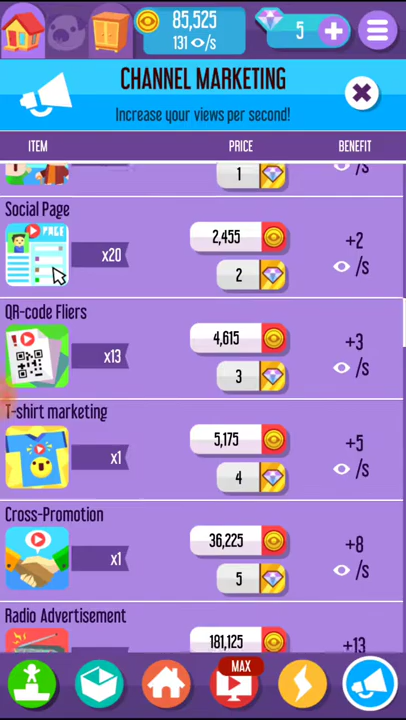 85,525
131 /s
5
CHANNEL MARKETING
Increase your views per second!
ITEM PRICE BENEFIT
1 /s
Social Page
PAGE
x20
2,455
2
+2
/s
QR-code Fliers
x13
4,615
3
+3
/s
T-shirt marketing
x1
5,175
4
+5
/s
Cross-Promotion
x1
36,225
5
+8
/s
Radio Advertisement
181,125
+13
MAX